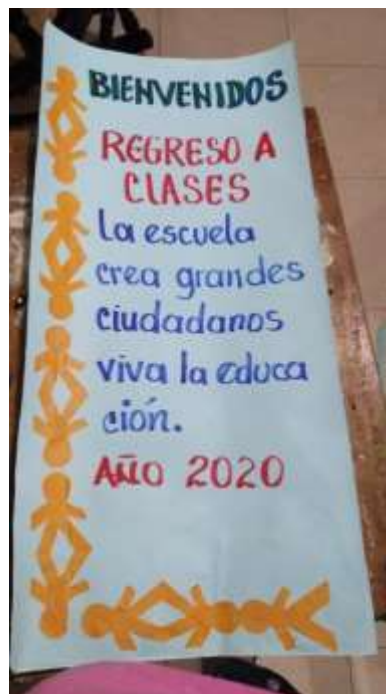 BIENVENIDOS
REGRESO A
CLASES
La escuela
crea grandes
ciudadanos
viva la educa
ción.
AÑO 2020